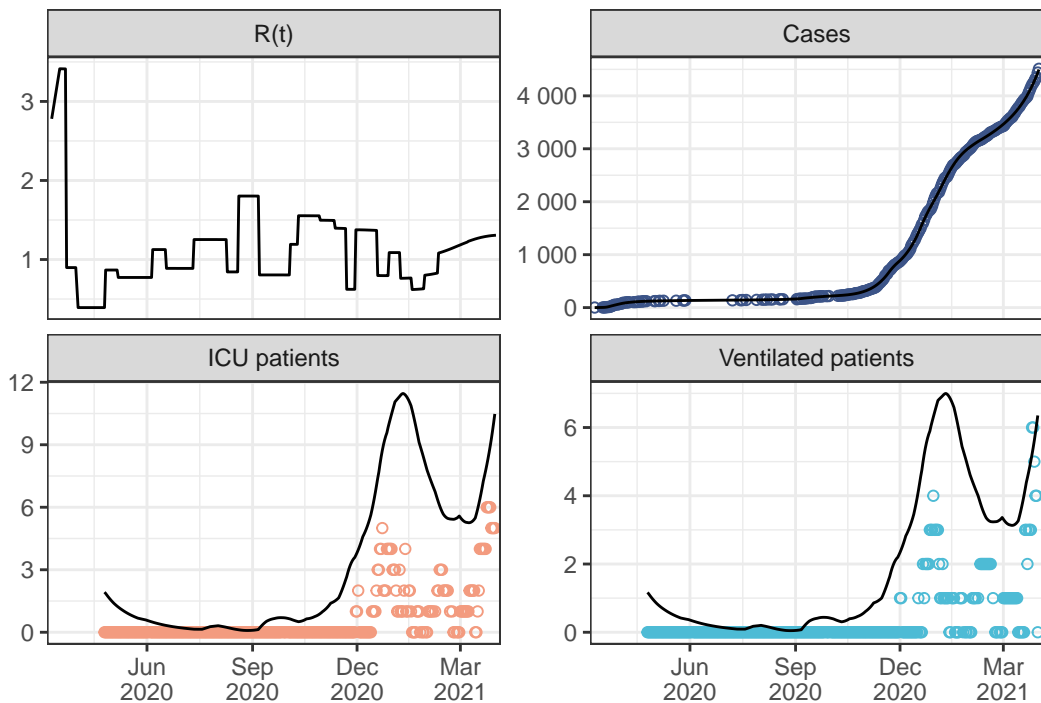 R(t)
Cases
3
2
1
4 000
3 000
2 000
1 000
0
ICU patients
Ventilated patients
12
9
6
3
0
6
4
2
0
Jun Sep Dec Mar
2020 2020 2020 2021
Jun Sep Dec Mar
2020 2020 2020 2021